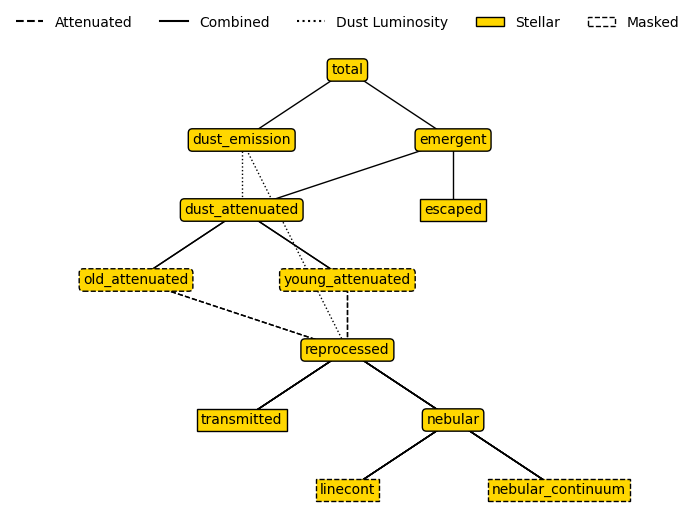 Attenuated Combined Dust Luminosity Stellar Masked
total
dust_emission emergent
dust_attenuated escaped
old_attenuated young_attenuated
reprocessed
transmitted nebular
linecont nebular_continuum